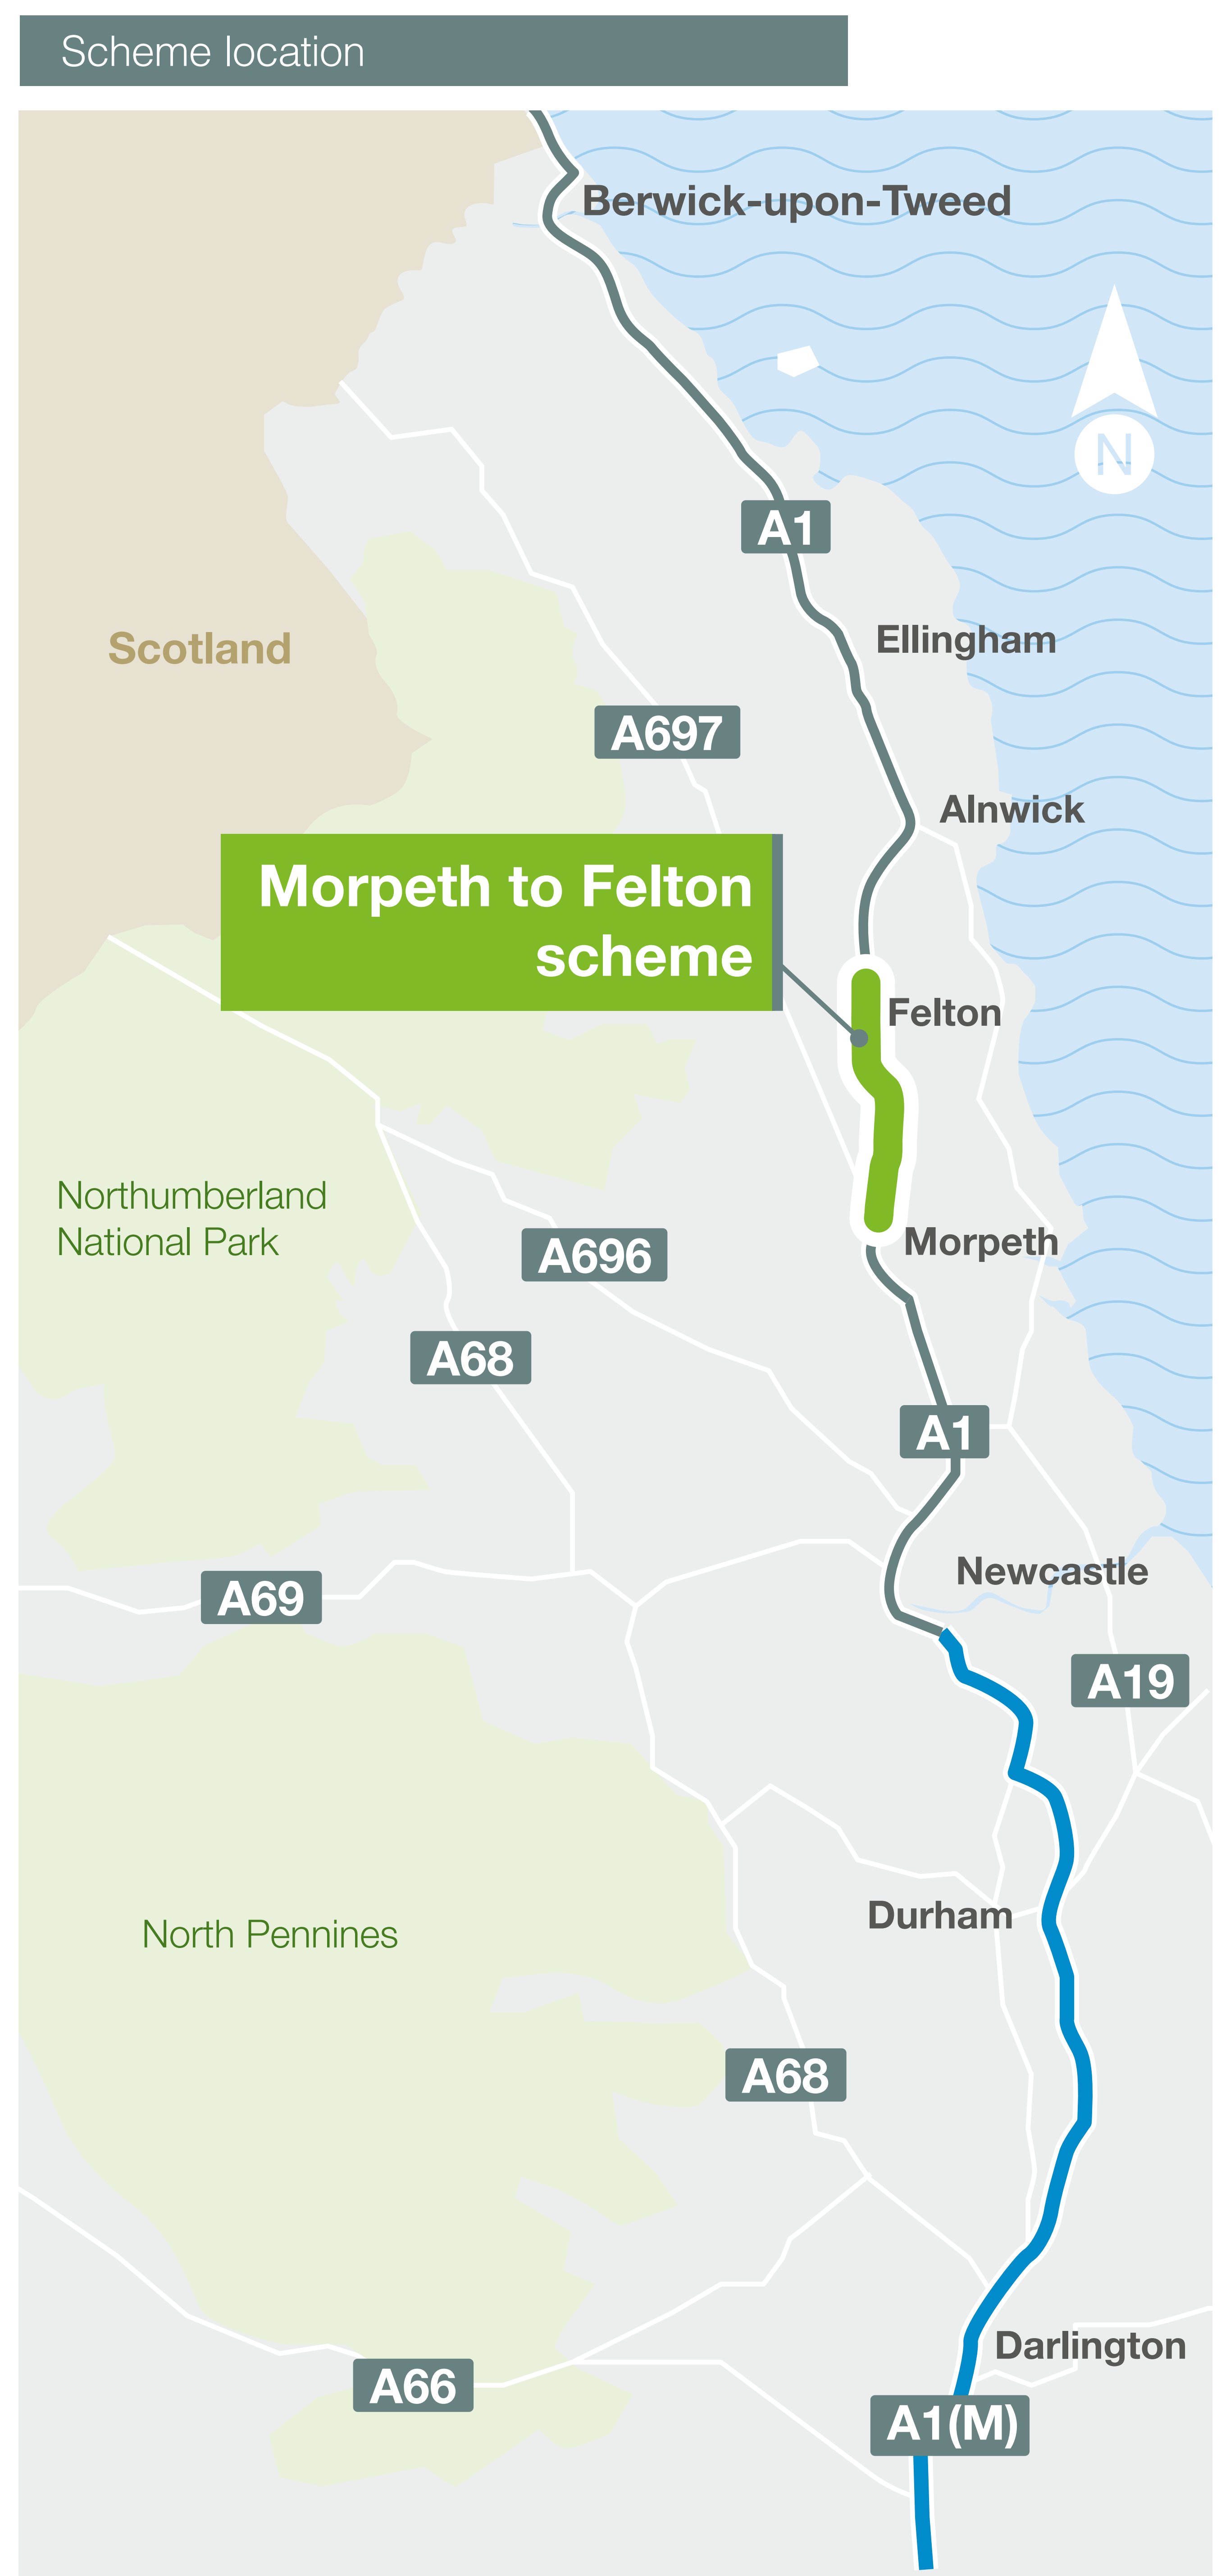 Scheme location
Berwick-upon-Tweed
N
A1
Ellingham
Scotland
A697
Alnwick
Morpeth to Felton
scheme
Felton
Northumberland
National Park
Morpeth
A696
A68
A1
Newcastle
A69
A19
Durham
North Pennines
A68
Darlington
A66
A1(M)